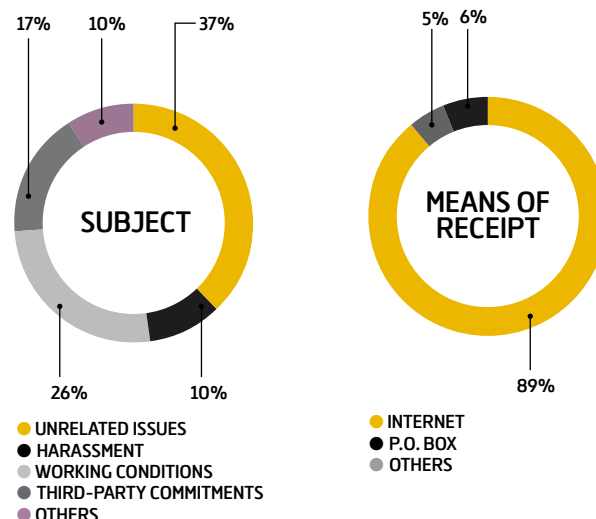 17%
10%
37%
SUBJECT
26%
10%
UNRELATED ISSUES
HARASSMENT
WORKING CONDITIONS
THIRD-PARTY COMMITMENTS
OTHERS
5%
6%
MEANS OF
RECEIPT
89%
INTERNET
P.O. BOX
OTHERS